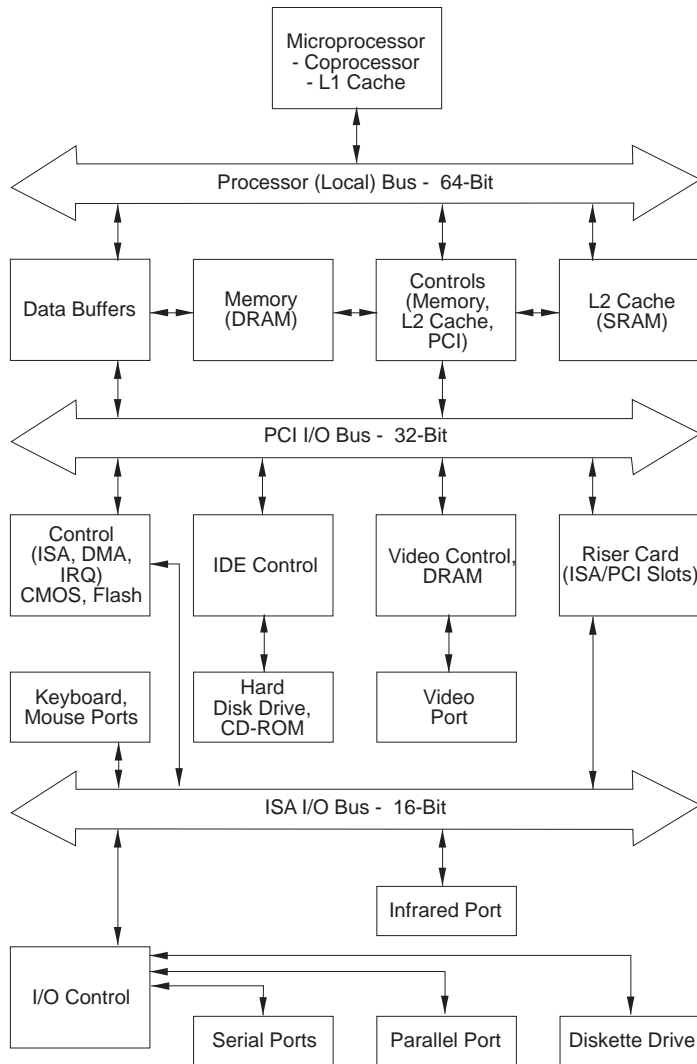 Microprocessor
- Coprocessor
- L1 Cache
Processor (Local) Bus - 64-Bit
Data Buffers
Memory
(DRAM)
Controls
(Memory,
L2 Cache,
PCI)
L2 Cache
(SRAM)
PCI I/O Bus - 32-Bit
Control
(ISA, DMA,
IRQ)
CMOS, Flash
IDE Control
Video Control,
DRAM
Riser Card
(ISA/PCI Slots)
Keyboard,
Mouse Ports
Hard
Disk Drive,
CD-ROM
Video
Port
ISA I/O Bus - 16-Bit
Infrared Port
I/O Control
Serial Ports
Parallel Port
Diskette Drive